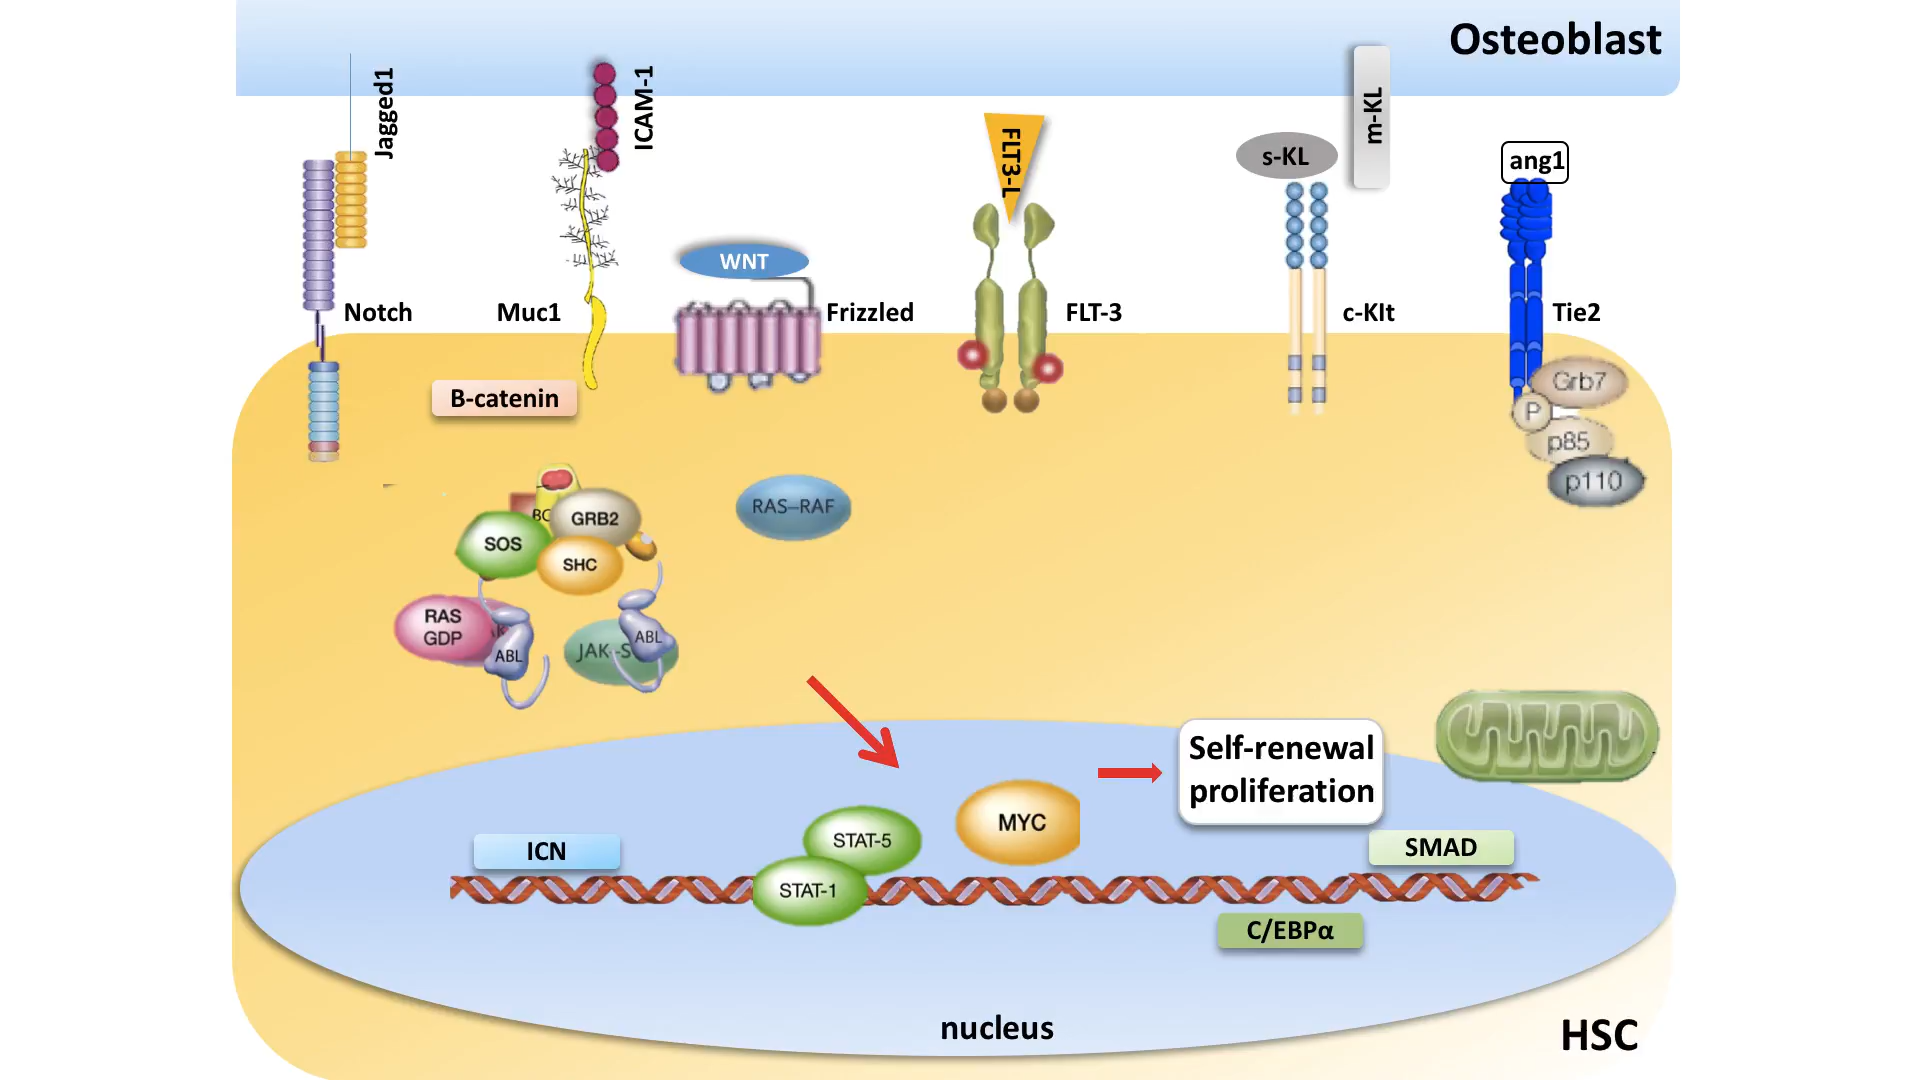 Osteoblast
Jagged1
ICAM-1
FLT3-L
s-KL
m-KL
ang1
WNT
Notch
Muc1
Frizzled
FLT-3
c-KIt
Tie2
B-catenin
Grb7
P
p85
p110
RAS–RAF
GRB2
SOS
SHC
RAS
GDP
ABL
ABL
Self-renewal
proliferation
MYC
STAT-5
STAT-1
ICN
SMAD
C/EBPα
nucleus
HSC